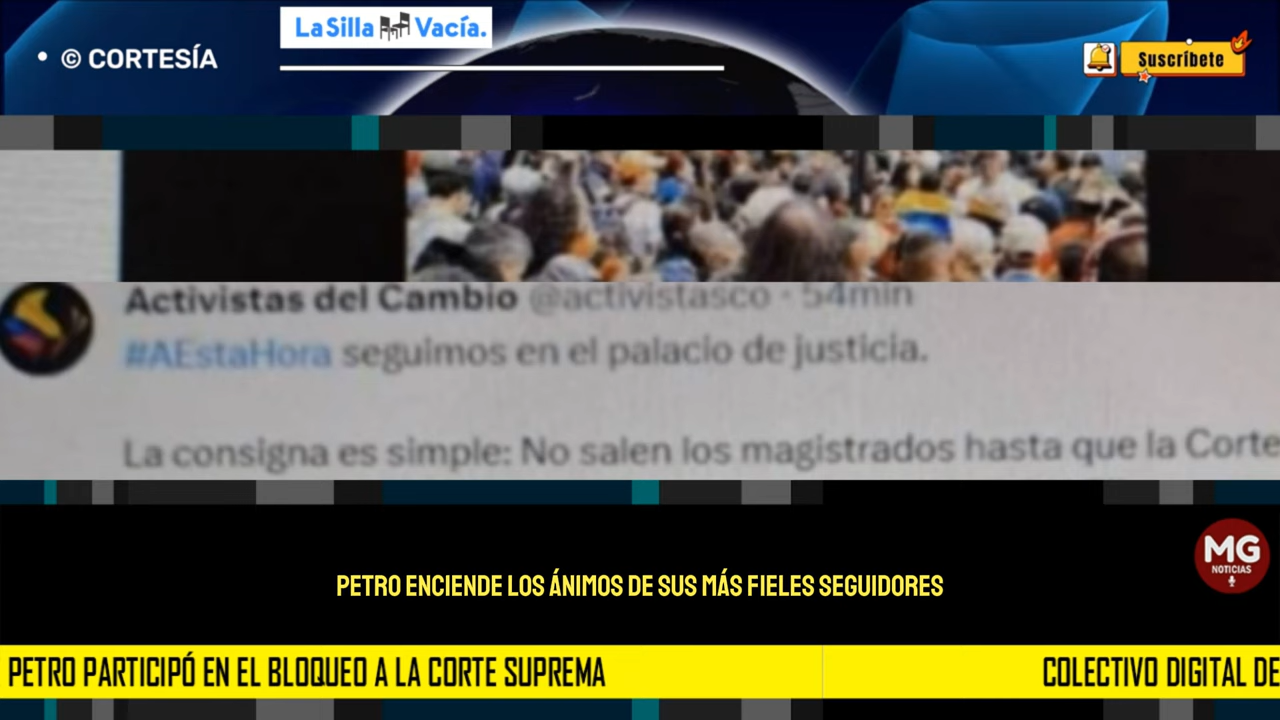 • © CORTESÍA
La Silla Vacía.
Suscríbete
Activistas del Cambio @activistasco · 54min
#AEstaHora seguimos en el palacio de justicia.
La consigna es simple: No salen los magistrados hasta que la Corte
MG
NOTICIAS
PETRO ENCIENDE LOS ÁNIMOS DE SUS MÁS FIELES SEGUIDORES
PETRO PARTICIPÓ EN EL BLOQUEO A LA CORTE SUPREMA
COLECTIVO DIGITAL DE